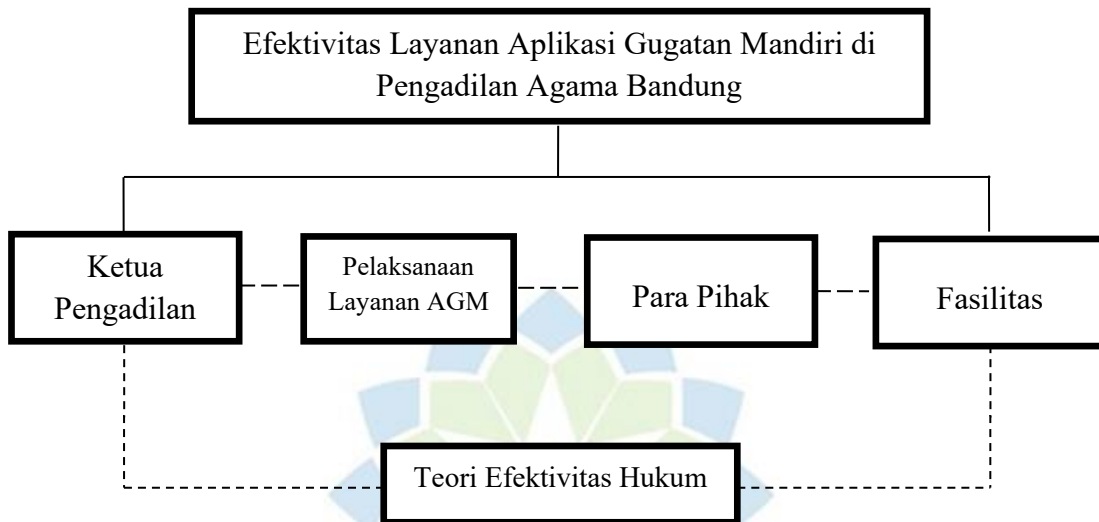 Efektivitas Layanan Aplikasi Gugatan Mandiri di
Pengadilan Agama Bandung
Ketua
Pengadilan
Pelaksanaan
Layanan AGM
Para Pihak
Fasilitas
Teori Efektivitas Hukum